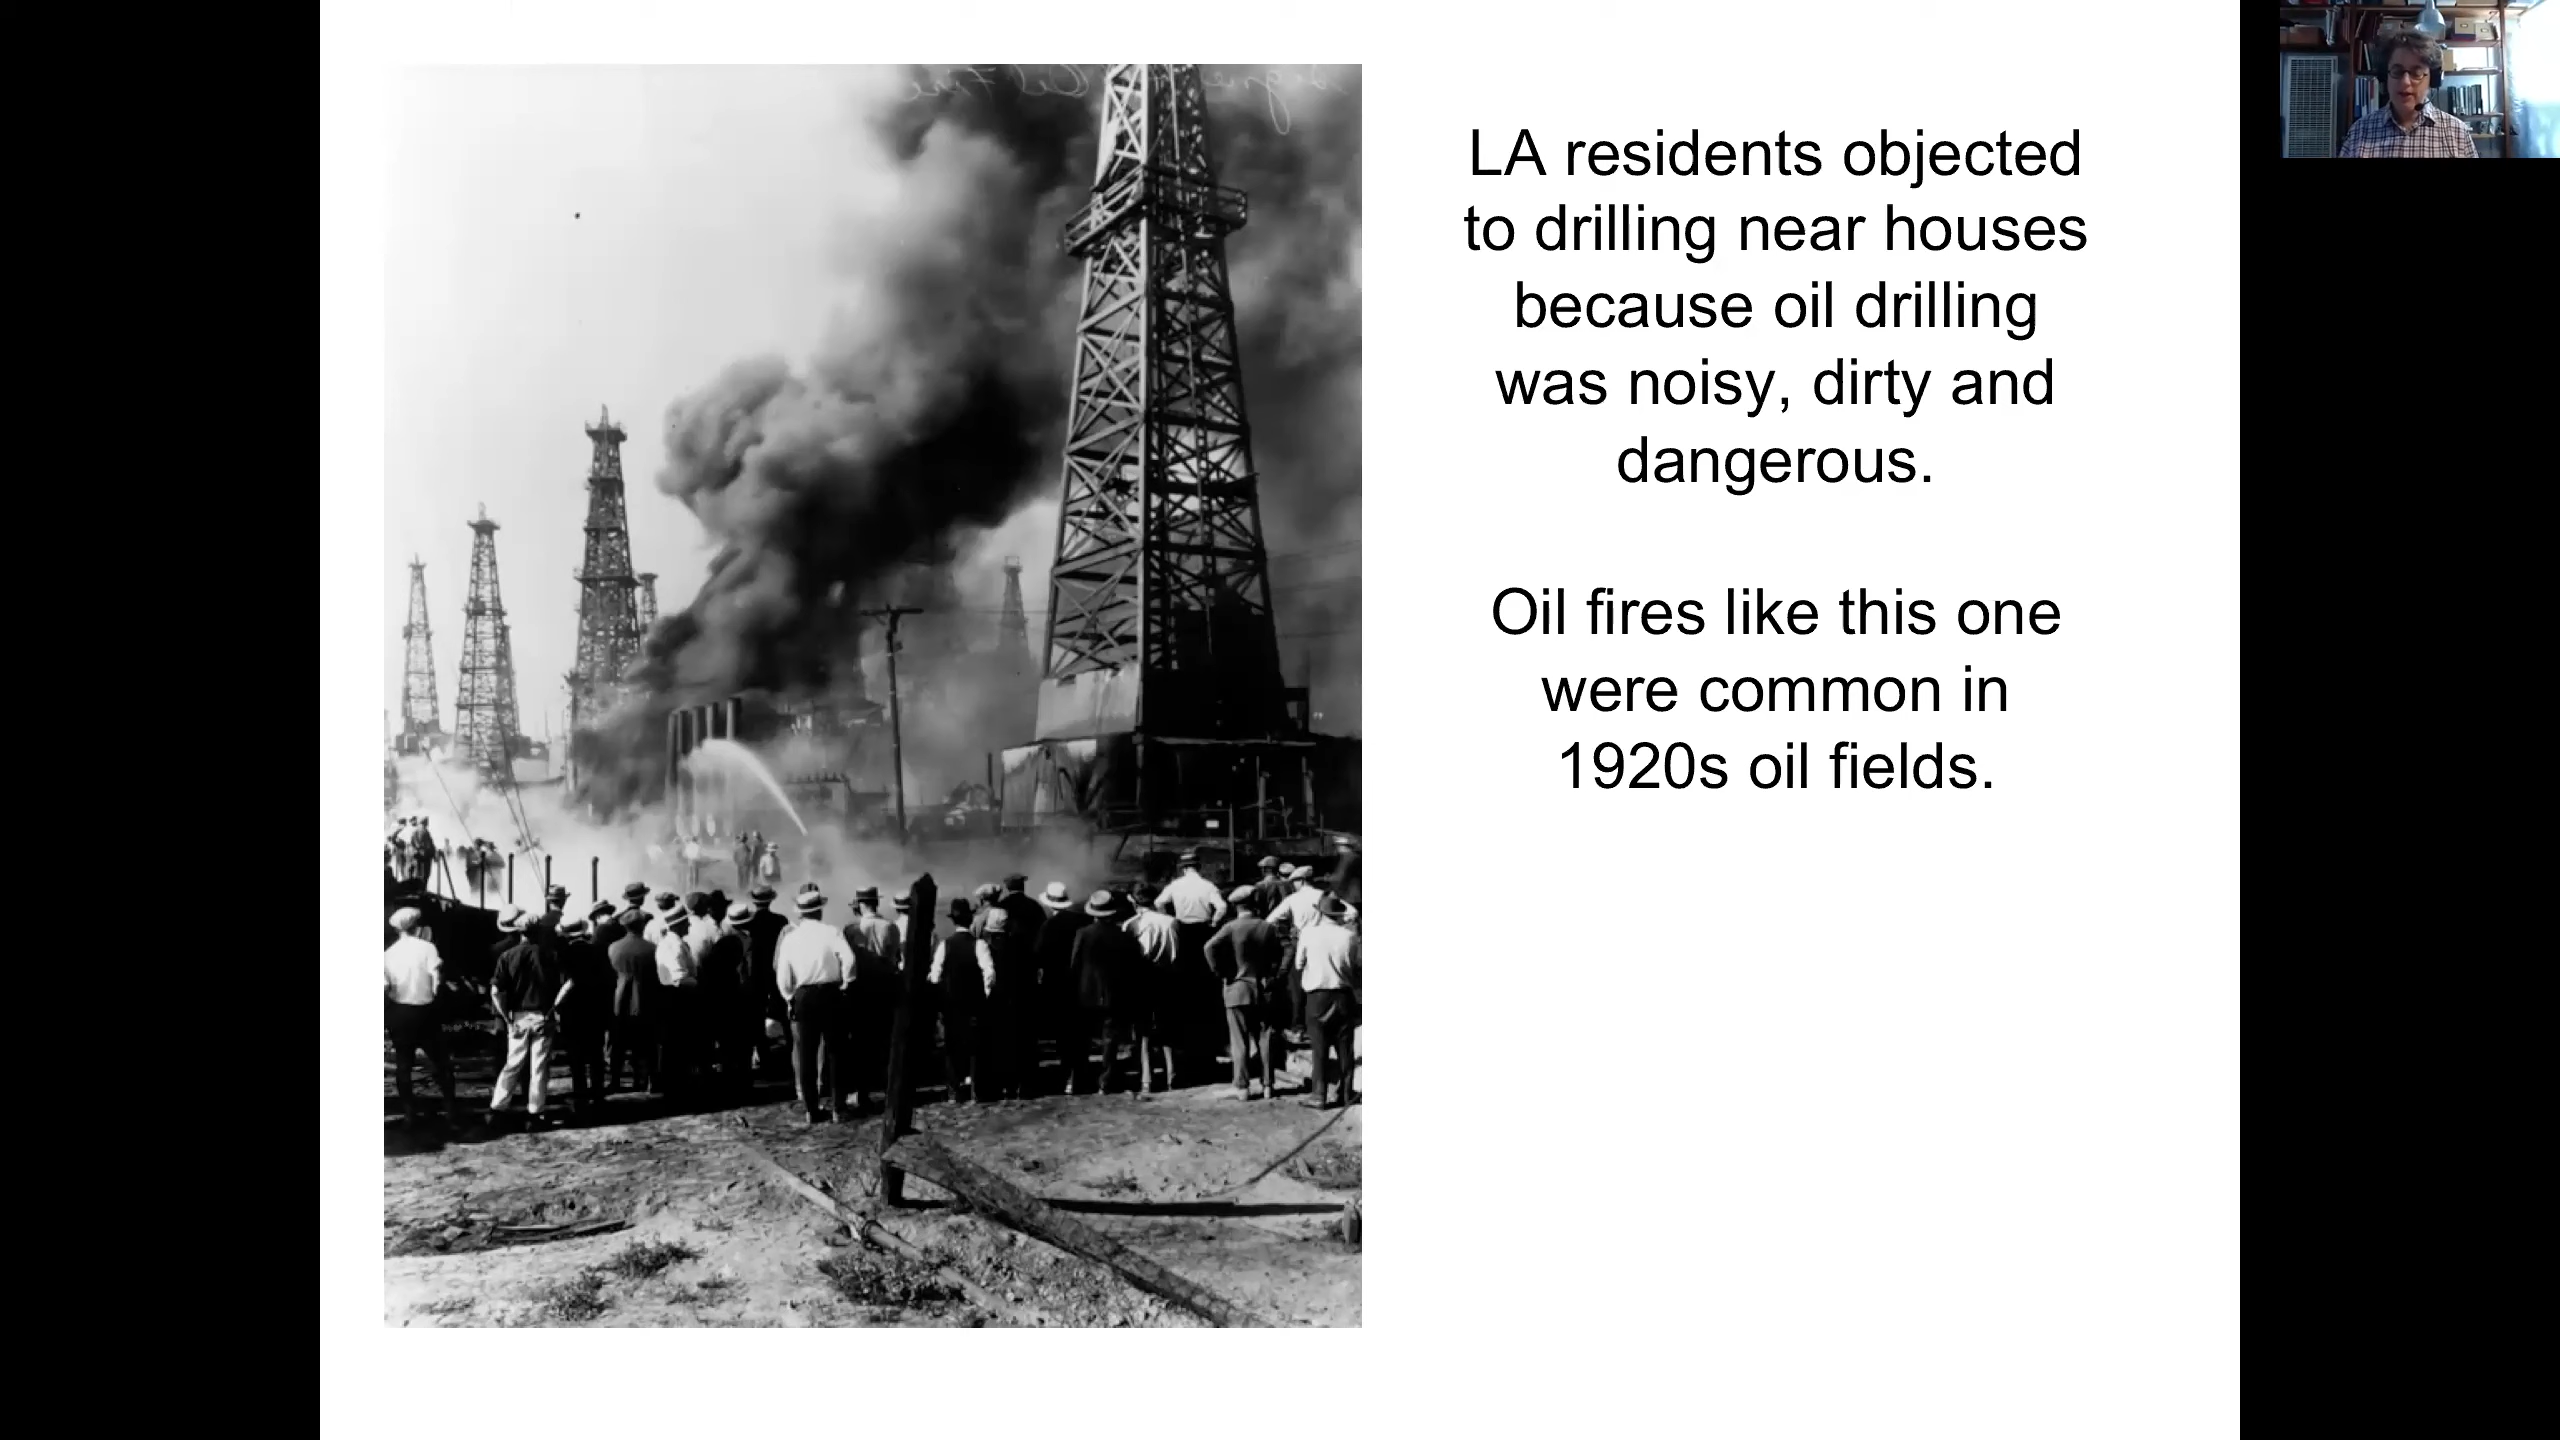 LA residents objected
to drilling near houses
because oil drilling
was noisy, dirty and
dangerous.
Oil fires like this one
were common in
1920s oil fields.